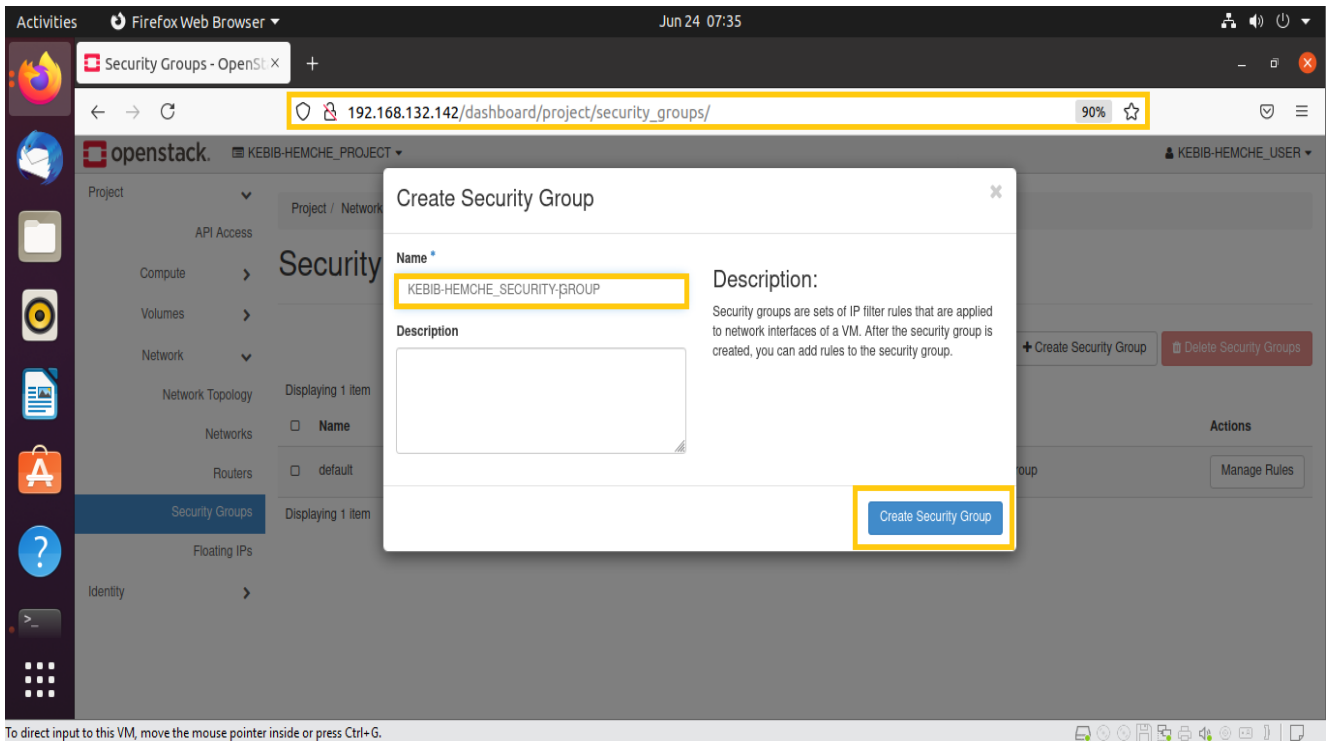 Activities Firefox Web Browser Jun 24 07:35
Security Groups - OpenSt
192.168.132.142/dashboard/project/security_groups/ 90%
openstack. KEBIB-HEMCHE_PROJECT KEBIB-HEMCHE_USER
Project
API Access
Compute
Volumes
Network
Network Topology
Networks
Routers
Security Groups
Floating IPs
Identity
Project / Network
Security
+ Create Security Group Delete Security Groups
Displaying 1 item
Name Actions
default oup Manage Rules
Displaying 1 item
Create Security Group
Name *
KEBIB-HEMCHE_SECURITY-GROUP
Description
Description:
Security groups are sets of IP filter rules that are applied
to network interfaces of a VM. After the security group is
created, you can add rules to the security group.
Create Security Group
To direct input to this VM, move the mouse pointer inside or press Ctrl+G.